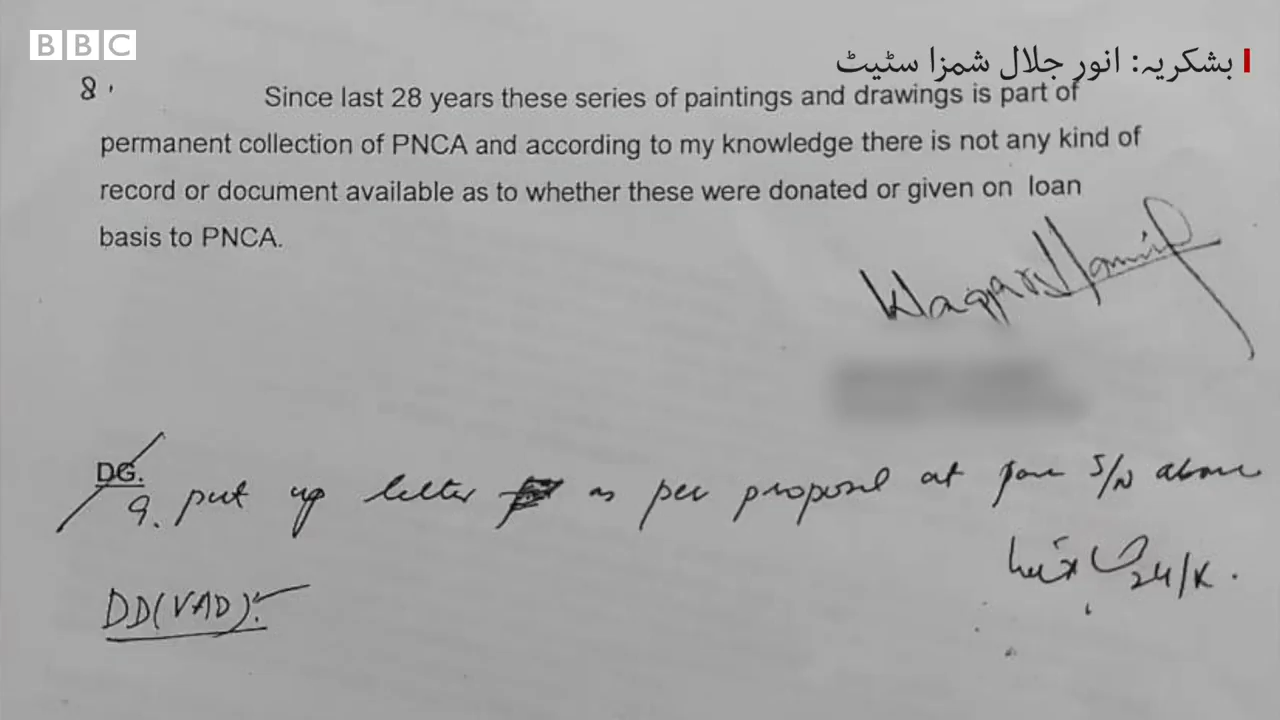 BBC
بشکریہ: انور جلال شمزا سٹیٹ
8.
Since last 28 years these series of paintings and drawings is part of
permanent collection of PNCA and according to my knowledge there is not any kind of
record or document available as to whether these were donated or given on loan
basis to PNCA.
DG.
9. put up letter as per proposal at S/N above
24/
DD(VAD):